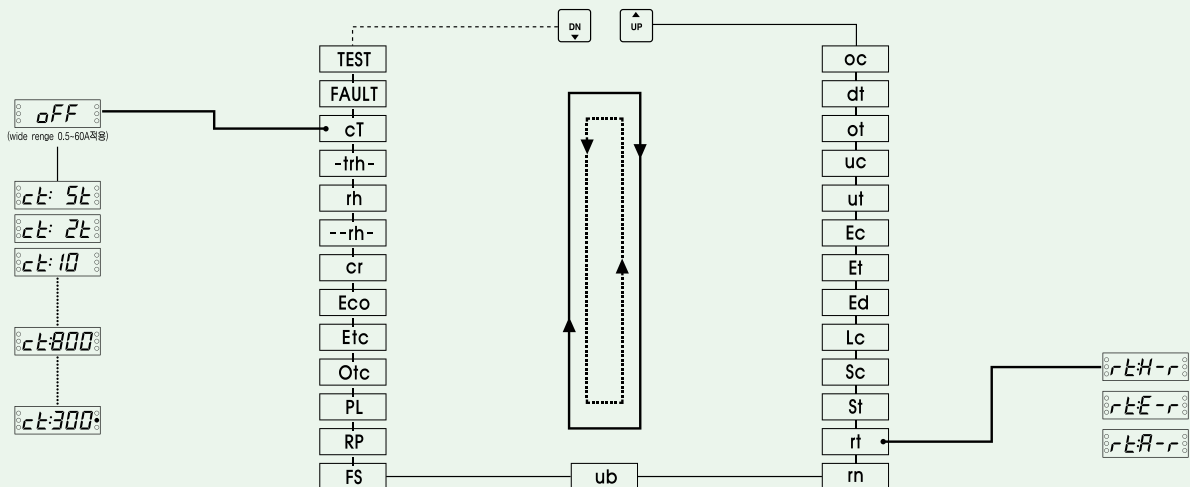 DN
UP
TEST
FAULT
cT
-trh-
rh
--rh-
cr
Eco
Etc
Otc
PL
RP
FS
ub
oc
dt
ot
uc
ut
Ec
Et
Ed
Lc
Sc
St
rt
rn
oFF
(wide renge 0.5~60A적용)
ct: 5t
ct: 2t
ct:10
ct:800
ct:300.
rt:H-r
rt:E-r
rt:A-r